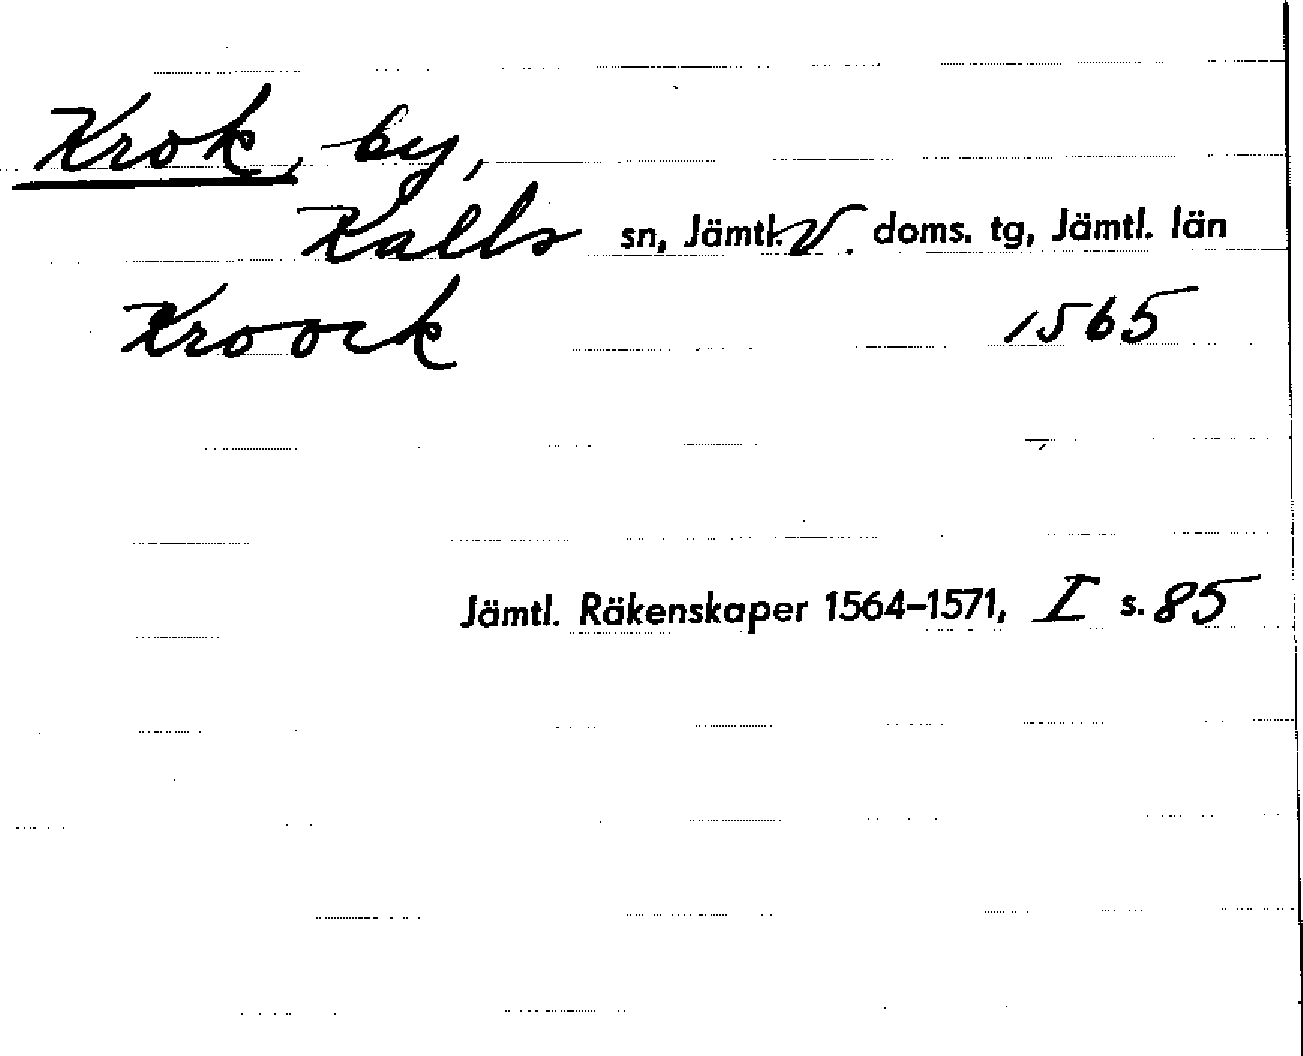 Krok, by,
Kalls sn, Jämtl. V. doms. tg, Jämtl. län
Kroock 1565
Jämtl. Räkenskaper 1564–1571, I s. 85